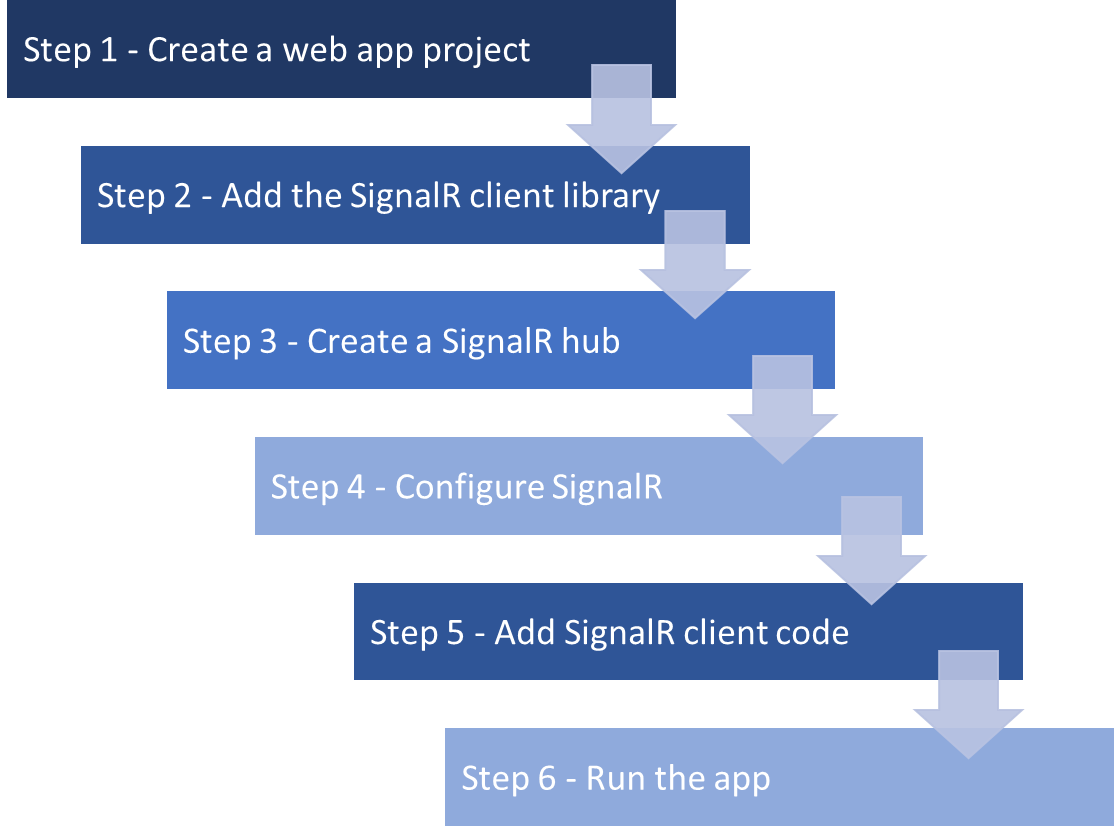 Step 1 - Create a web app project
Step 2 - Add the SignalR client library
Step 3 - Create a SignalR hub
Step 4 - Configure SignalR
Step 5 - Add SignalR client code
Step 6 - Run the app